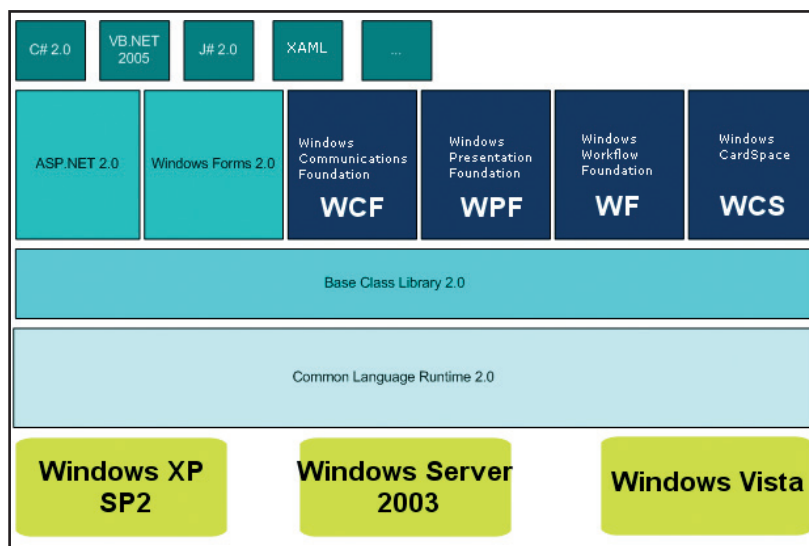 C# 2.0
VB.NET
2005
J# 2.0
XAML
...
ASP.NET 2.0
Windows Forms 2.0
Windows
Communications
Foundation
WCF
Windows
Presentation
Foundation
WPF
Windows
Workflow
Foundation
WF
Windows
CardSpace
WCS
Base Class Library 2.0
Common Language Runtime 2.0
Windows XP
SP2
Windows Server
2003
Windows Vista